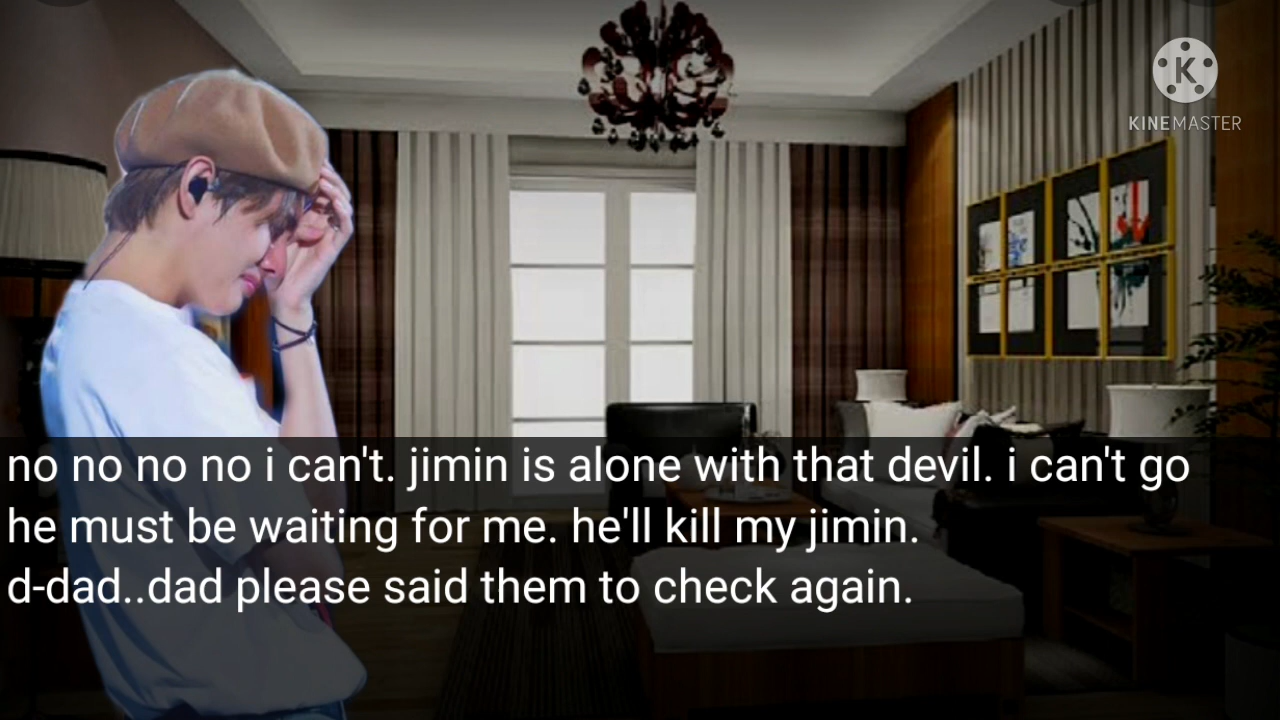 K
KINEMASTER
no no no no i can't. jimin is alone with that devil. i can't go
he must be waiting for me. he'll kill my jimin.
d-dad..dad please said them to check again.